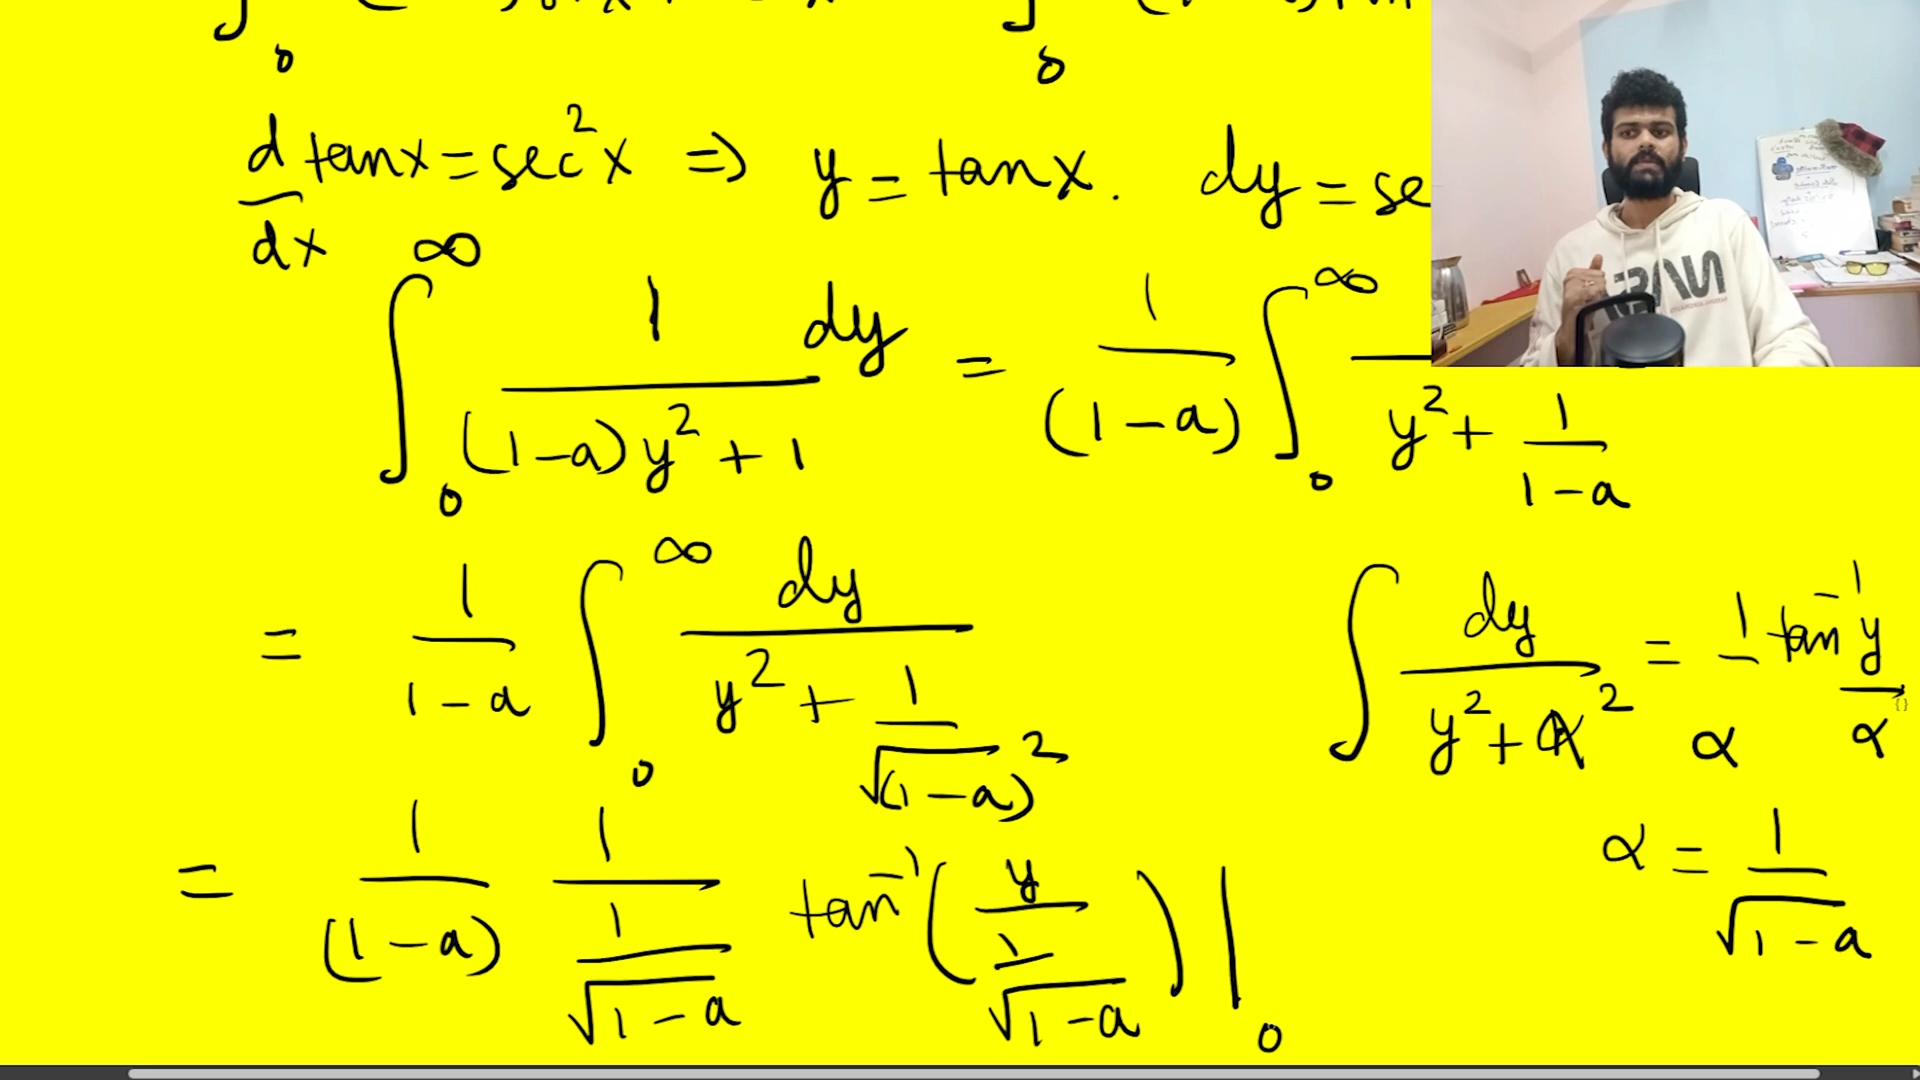 d/dx tanx = sec²x ⇒ y = tanx. dy = se
∫₀^∞ 1/((1-a)y² + 1) dy = 1/(1-a) ∫₀^∞ /(y² + 1/(1-a))
= 1/(1-a) ∫₀^∞ dy/(y² + 1/√(1-a)²)
∫ dy/(y² + α²) = 1/α tan⁻¹ y/α
α = 1/√(1-a)
= 1/(1-a) 1/(1/√(1-a)) tan⁻¹(y/(1/√(1-a))) |₀